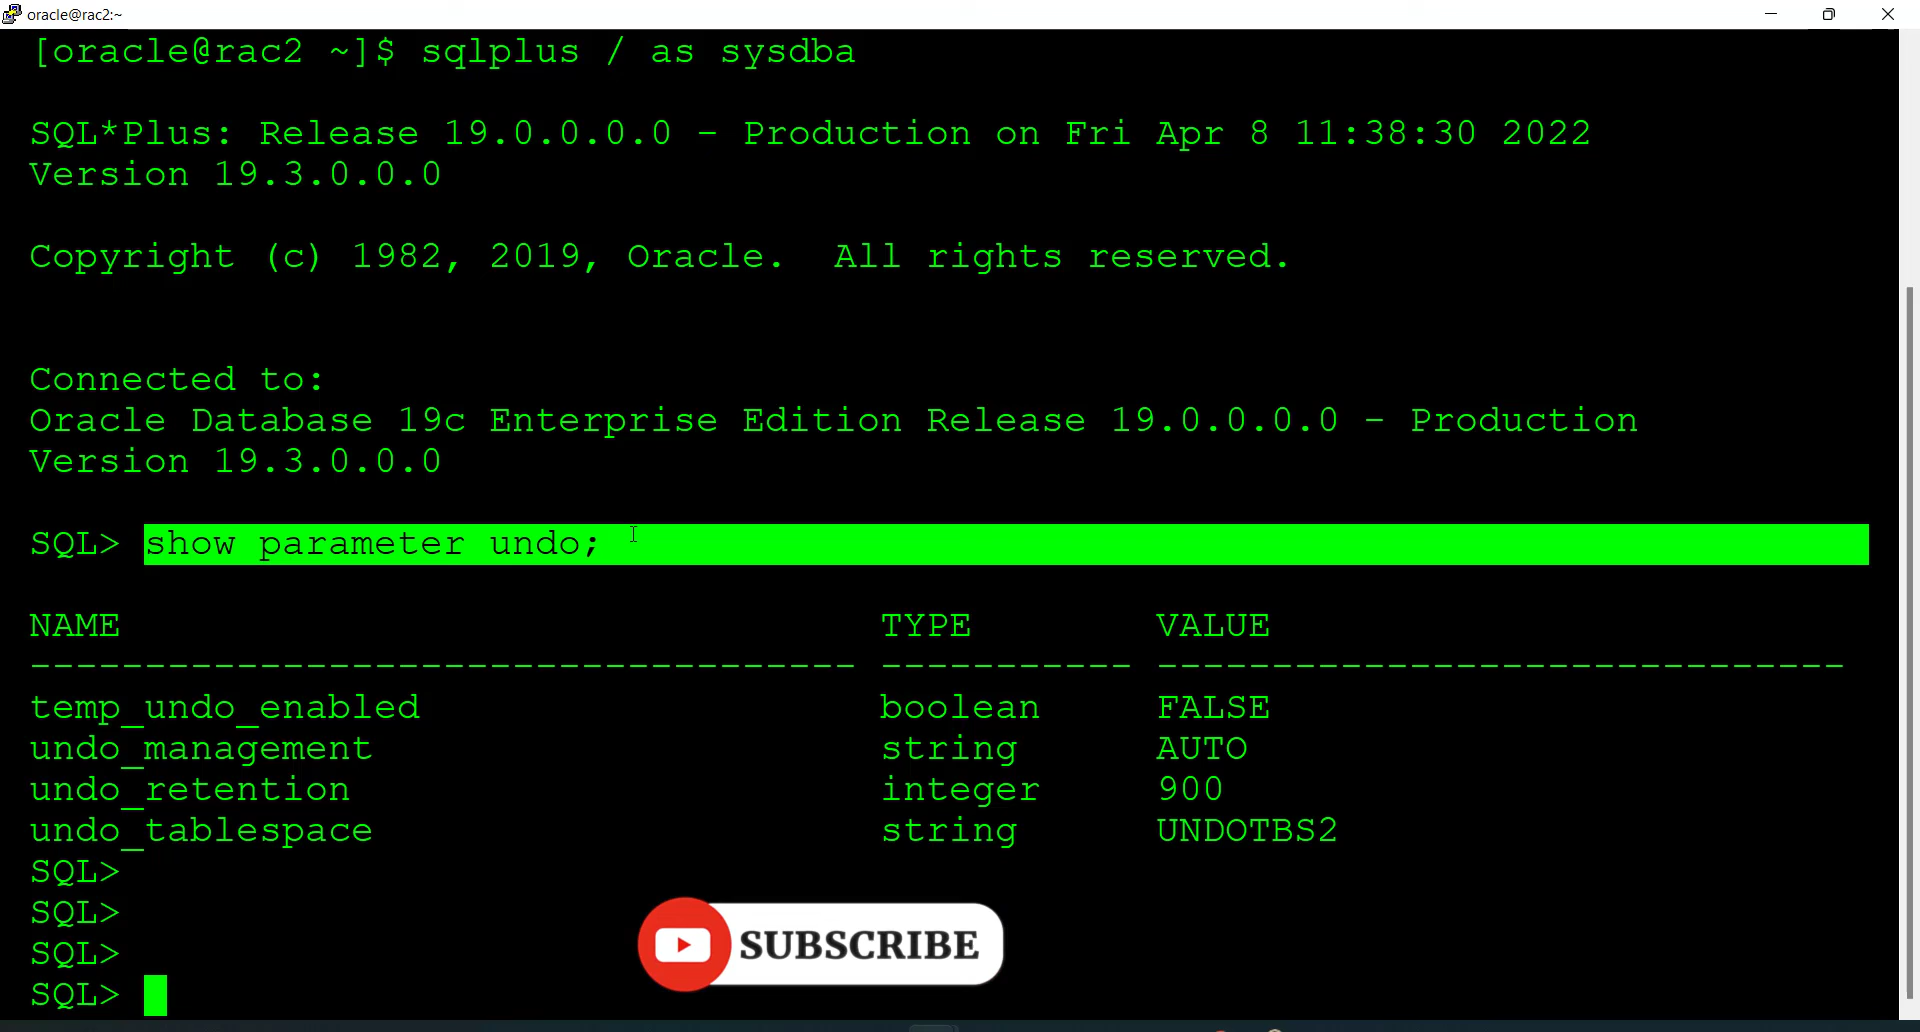 oracle@rac2:~
[oracle@rac2 ~]$ sqlplus / as sysdba
SQL*Plus: Release 19.0.0.0.0 - Production on Fri Apr 8 11:38:30 2022
Version 19.3.0.0.0
Copyright (c) 1982, 2019, Oracle.  All rights reserved.
Connected to:
Oracle Database 19c Enterprise Edition Release 19.0.0.0.0 - Production
Version 19.3.0.0.0
SQL> show parameter undo;
NAME                                 TYPE        VALUE
------------------------------------ ----------- ------------------------------
temp_undo_enabled                    boolean     FALSE
undo_management                      string      AUTO
undo_retention                       integer     900
undo_tablespace                      string      UNDOTBS2
SQL>
SQL>
SQL>
SUBSCRIBE
SQL>